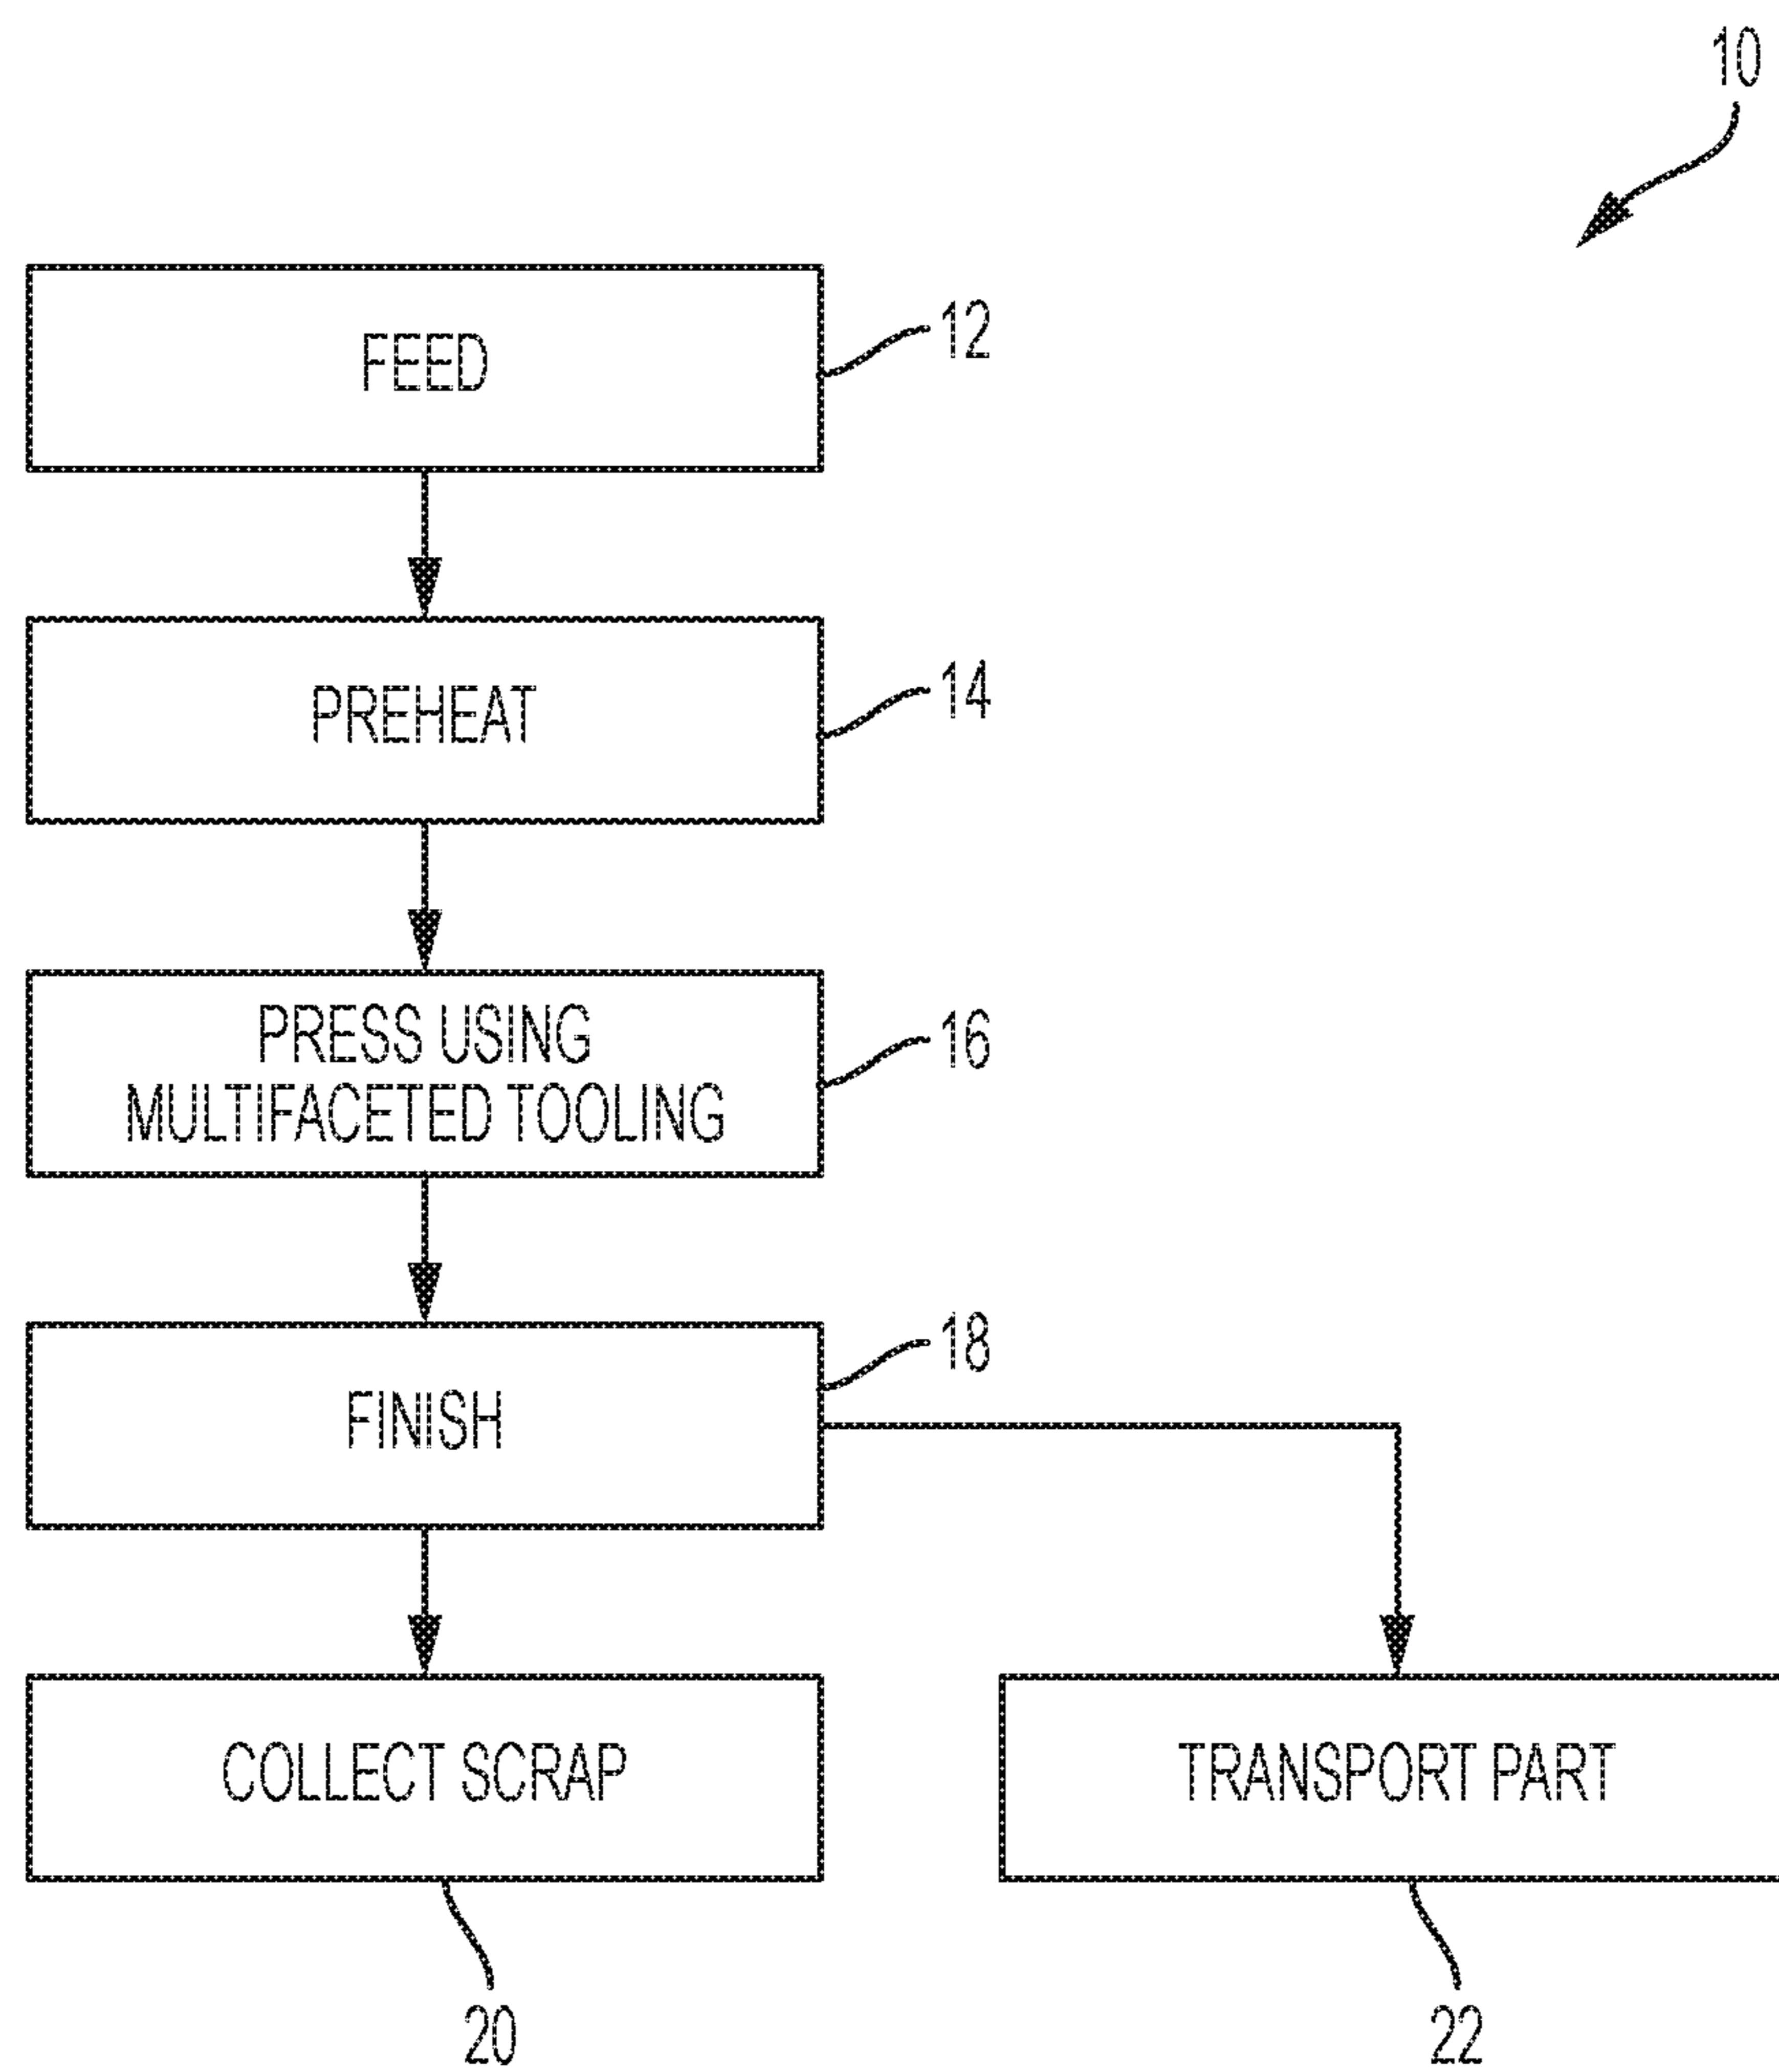 10
FEED
12
PREHEAT
14
PRESS USING
MULTIFACETED TOOLING
16
FINISH
18
COLLECT SCRAP
TRANSPORT PART
20
22